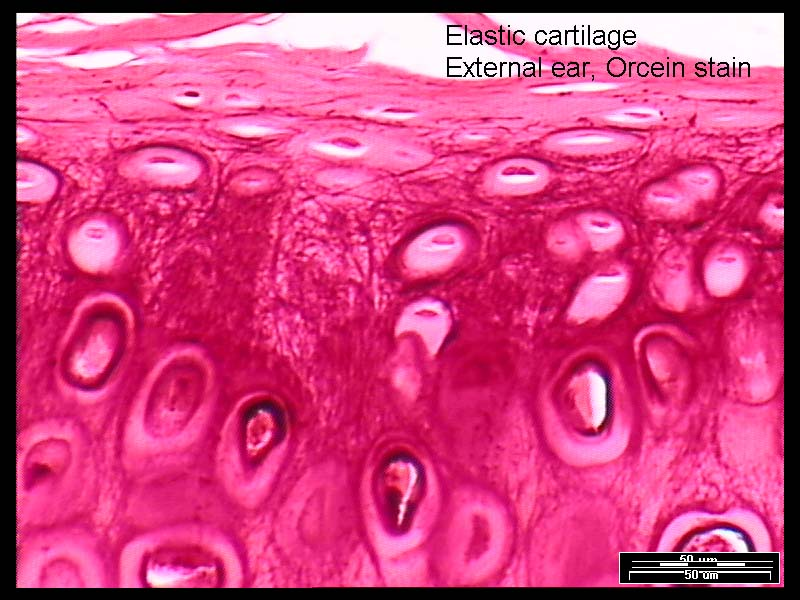 Elastic cartilage
External ear, Orcein stain
50 um
50 um